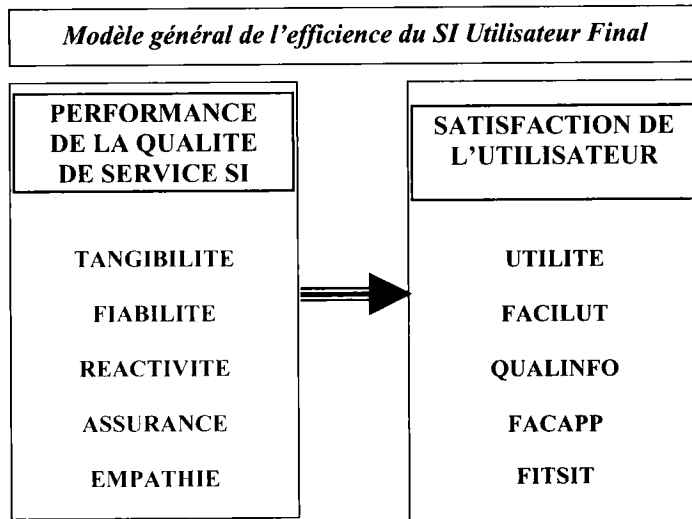 Modèle général de l'efficience du SI Utilisateur Final
PERFORMANCE
DE LA QUALITE
DE SERVICE SI
TANGIBILITE
FIABILITE
REACTIVITE
ASSURANCE
EMPATHIE
SATISFACTION DE
L'UTILISATEUR
UTILITE
FACILUT
QUALINFO
FACAPP
FITSIT